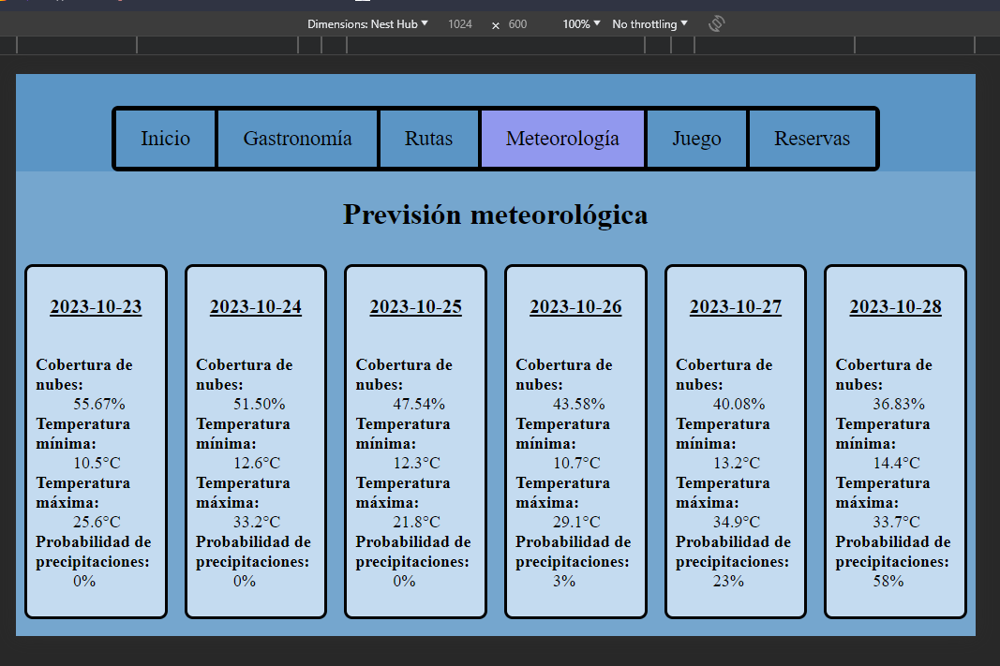 Dimensions: Nest Hub 1024 × 600 100% No throttling
Inicio Gastronomía Rutas Meteorología Juego Reservas
Previsión meteorológica
2023-10-23
Cobertura de
nubes:
55.67%
Temperatura
mínima:
10.5°C
Temperatura
máxima:
25.6°C
Probabilidad de
precipitaciones:
0%
2023-10-24
Cobertura de
nubes:
51.50%
Temperatura
mínima:
12.6°C
Temperatura
máxima:
33.2°C
Probabilidad de
precipitaciones:
0%
2023-10-25
Cobertura de
nubes:
47.54%
Temperatura
mínima:
12.3°C
Temperatura
máxima:
21.8°C
Probabilidad de
precipitaciones:
0%
2023-10-26
Cobertura de
nubes:
43.58%
Temperatura
mínima:
10.7°C
Temperatura
máxima:
29.1°C
Probabilidad de
precipitaciones:
3%
2023-10-27
Cobertura de
nubes:
40.08%
Temperatura
mínima:
13.2°C
Temperatura
máxima:
34.9°C
Probabilidad de
precipitaciones:
23%
2023-10-28
Cobertura de
nubes:
36.83%
Temperatura
mínima:
14.4°C
Temperatura
máxima:
33.7°C
Probabilidad de
precipitaciones:
58%